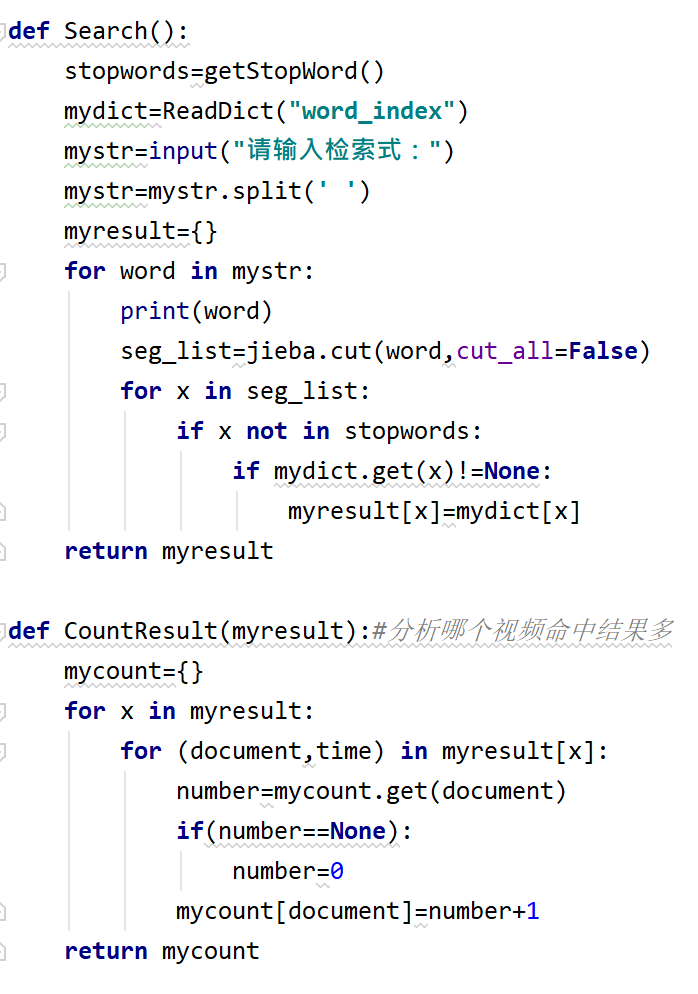 def Search():
    stopwords=getStopWord()
    mydict=ReadDict("word_index")
    mystr=input("请输入检索式：")
    mystr=mystr.split(' ')
    myresult={}
    for word in mystr:
        print(word)
        seg_list=jieba.cut(word,cut_all=False)
        for x in seg_list:
            if x not in stopwords:
                if mydict.get(x)!=None:
                    myresult[x]=mydict[x]
    return myresult

def CountResult(myresult):#分析哪个视频命中结果多
    mycount={}
    for x in myresult:
        for (document,time) in myresult[x]:
            number=mycount.get(document)
            if(number==None):
                number=0
            mycount[document]=number+1
    return mycount